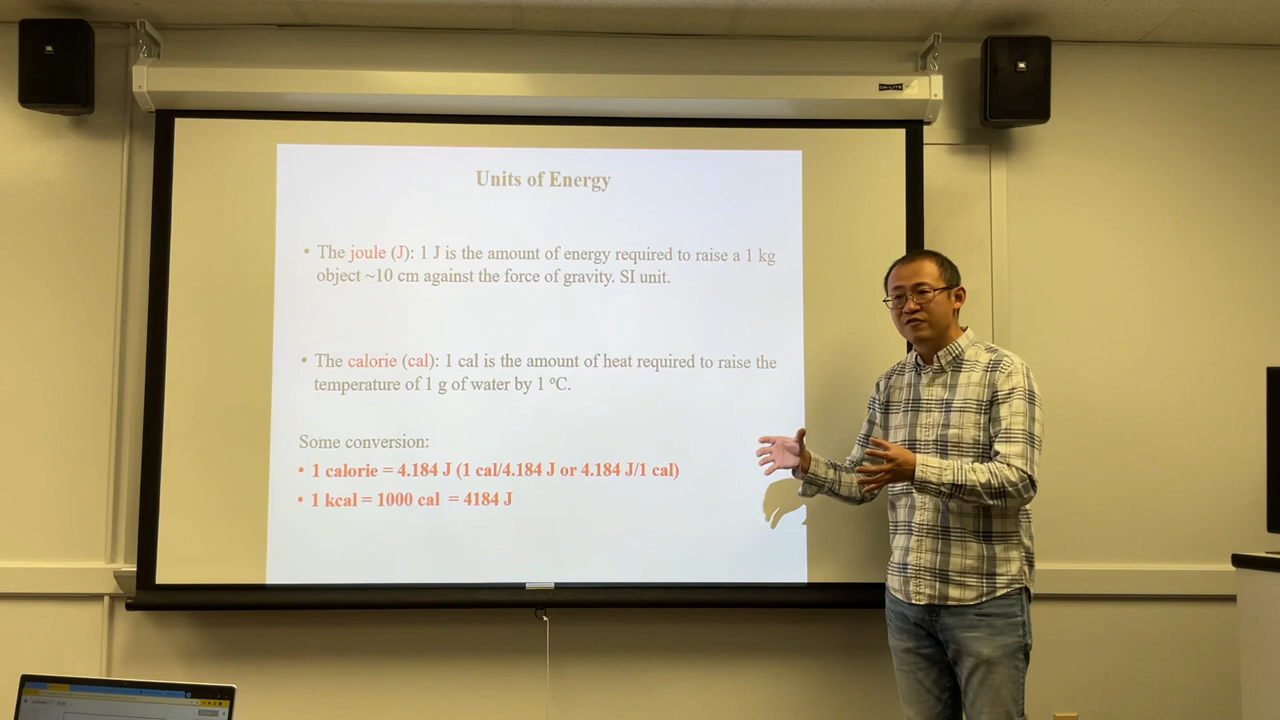 JBL
DA-LITE
Units of Energy
• The joule (J): 1 J is the amount of energy required to raise a 1 kg
object ~10 cm against the force of gravity. SI unit.
• The calorie (cal): 1 cal is the amount of heat required to raise the
temperature of 1 g of water by 1 ºC.
Some conversion:
• 1 calorie = 4.184 J (1 cal/4.184 J or 4.184 J/1 cal)
• 1 kcal = 1000 cal = 4184 J